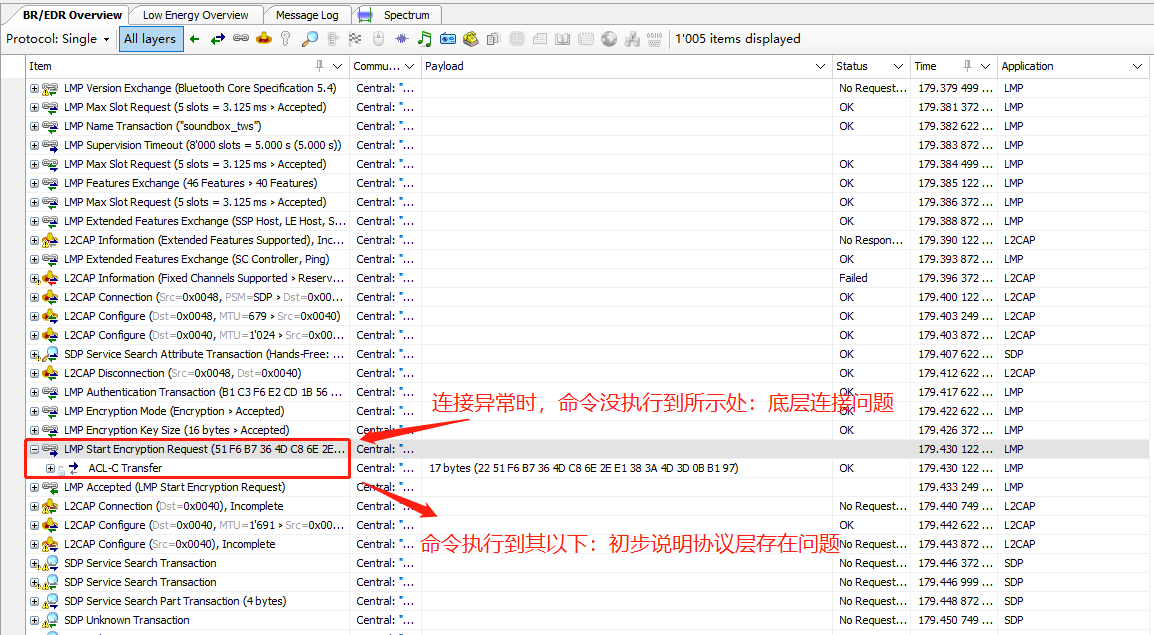 BR/EDR Overview Low Energy Overview Message Log Spectrum
Protocol: Single All layers 1'005 items displayed
Item Commu... Payload Status Time Application
LMP Version Exchange (Bluetooth Core Specification 5.4) Central: "... No Request... 179.379 499 ... LMP
LMP Max Slot Request (5 slots = 3.125 ms > Accepted) Central: "... OK 179.381 372 ... LMP
LMP Name Transaction ("soundbox_tws") Central: "... OK 179.382 622 ... LMP
LMP Supervision Timeout (8'000 slots = 5.000 s (5.000 s)) Central: "... 179.383 872 ... LMP
LMP Max Slot Request (5 slots = 3.125 ms > Accepted) Central: "... OK 179.384 499 ... LMP
LMP Features Exchange (46 Features > 40 Features) Central: "... OK 179.385 122 ... LMP
LMP Max Slot Request (5 slots = 3.125 ms > Accepted) Central: "... OK 179.386 372 ... LMP
LMP Extended Features Exchange (SSP Host, LE Host, S... Central: "... OK 179.388 872 ... LMP
L2CAP Information (Extended Features Supported), Inc... Central: "... No Respon... 179.390 122 ... L2CAP
LMP Extended Features Exchange (SC Controller, Ping) Central: "... OK 179.393 872 ... LMP
L2CAP Information (Fixed Channels Supported > Reserv... Central: "... Failed 179.396 372 ... L2CAP
L2CAP Connection (Src=0x0048, PSM=SDP > Dst=0x00... Central: "... OK 179.400 122 ... L2CAP
L2CAP Configure (Dst=0x0048, MTU=679 > Src=0x0040) Central: "... OK 179.403 249 ... L2CAP
L2CAP Configure (Dst=0x0040, MTU=1'024 > Src=0x00... Central: "... OK 179.403 872 ... L2CAP
SDP Service Search Attribute Transaction (Hands-Free: ... Central: "... OK 179.407 622 ... SDP
L2CAP Disconnection (Src=0x0048, Dst=0x0040) Central: "... OK 179.412 622 ... L2CAP
LMP Authentication Transaction (B1 C3 F6 E2 CD 1B 56 ... Central: "... OK 179.417 622 ... LMP
连接异常时，命令没执行到所示处：底层连接问题
LMP Encryption Mode (Encryption > Accepted) Central: "... OK 179.422 622 ... LMP
LMP Encryption Key Size (16 bytes > Accepted) Central: "... OK 179.426 372 ... LMP
LMP Start Encryption Request (51 F6 B7 36 4D C8 6E 2E... Central: "... 179.430 122 ... LMP
ACL-C Transfer Central: "... 17 bytes (22 51 F6 B7 36 4D C8 6E 2E E1 38 3A 4D 3D 0B B1 97) OK 179.430 122 ... LMP
LMP Accepted (LMP Start Encryption Request) Central: "... 179.433 249 ... LMP
L2CAP Connection (Dst=0x0040), Incomplete Central: "... No Request... 179.440 749 ... L2CAP
L2CAP Configure (Dst=0x0040, MTU=1'691 > Src=0x00... Central: "... OK 179.442 622 ... L2CAP
L2CAP Configure (Src=0x0040), Incomplete Central: "... No Request... 179.443 872 ... L2CAP
命令执行到其以下：初步说明协议层存在问题
SDP Service Search Transaction Central: "... No Request... 179.446 372 ... SDP
SDP Service Search Transaction Central: "... No Request... 179.446 999 ... SDP
SDP Service Search Part Transaction (4 bytes) Central: "... No Request... 179.448 872 ... SDP
SDP Unknown Transaction Central: "... No Request... 179.450 749 ... SDP